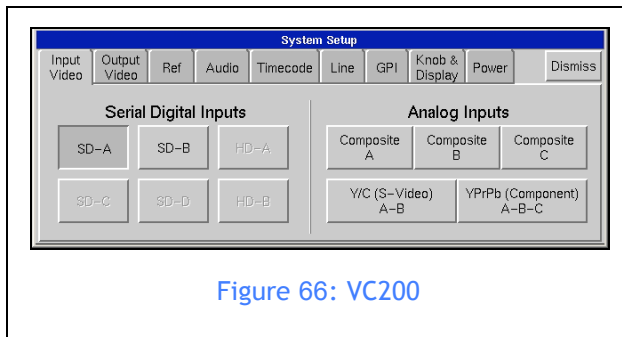 System Setup
Input Video
Output Video
Ref
Audio
Timecode
Line
GPI
Knob & Display
Power
Dismiss
Serial Digital Inputs
SD-A
SD-B
HD-A
SD-C
SD-D
HD-B
Analog Inputs
Composite A
Composite B
Composite C
Y/C (S-Video) A-B
YPrPb (Component) A-B-C
Figure 66: VC200